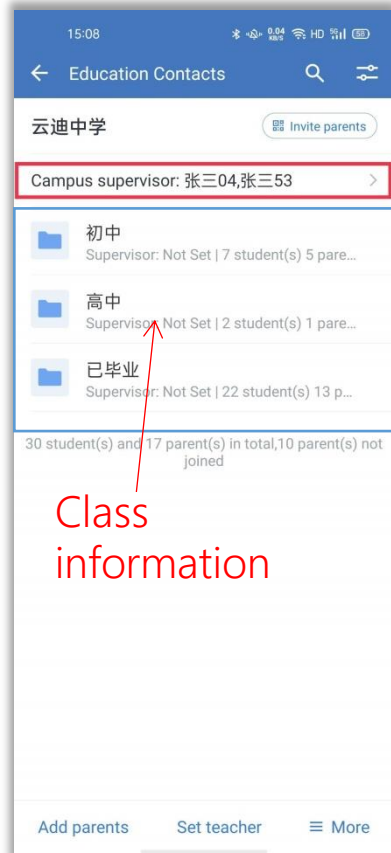 15:08 0.04 KB/S HD 5G 58
Education Contacts
云迪中学 Invite parents
Campus supervisor: 张三04,张三53
初中
Supervisor: Not Set | 7 student(s) 5 pare...
高中
Supervisor: Not Set | 2 student(s) 1 pare...
已毕业
Supervisor: Not Set | 22 student(s) 13 p...
30 student(s) and 17 parent(s) in total,10 parent(s) not
joined
Class
information
Add parents Set teacher More